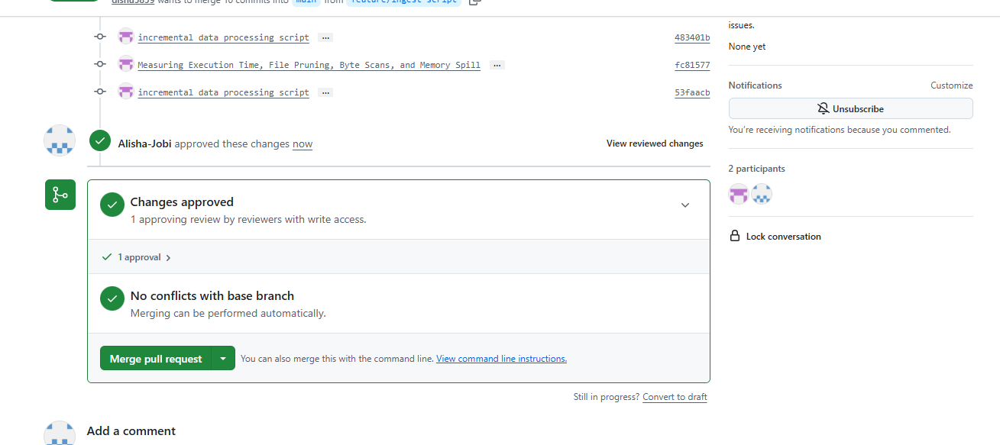 wants to merge 10 commits into main from feature/ingest-script
issues.
incremental data processing script ... 483401b
None yet
Measuring Execution Time, File Pruning, Byte Scans, and Memory Spill ... fc81577
Notifications Customize
incremental data processing script ... 53faacb
Unsubscribe
You're receiving notifications because you commented.
Alisha-Jobi approved these changes now View reviewed changes
2 participants
Changes approved
1 approving review by reviewers with write access.
Lock conversation
1 approval
No conflicts with base branch
Merging can be performed automatically.
Merge pull request You can also merge this with the command line. View command line instructions.
Still in progress? Convert to draft
Add a comment